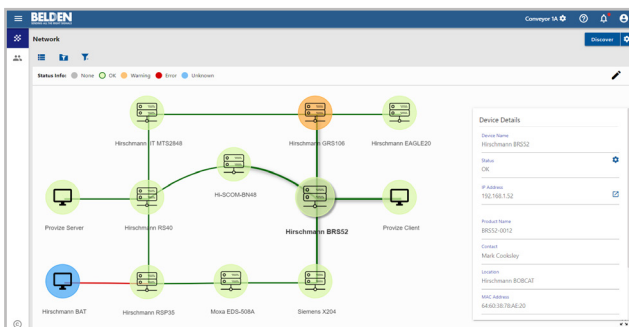 BELDEN
Conveyor 1A
Network
Discover
Status Info: None OK Warning Error Unknown
Hirschmann IT MTS2848
Hirschmann GRS106
Hirschmann EAGLE20
Provize Server
Hirschmann RS40
Hi-SCOM-BN48
Hirschmann BRS52
Provize Client
Hirschmann BAT
Hirschmann RSP35
Moxa EDS-508A
Siemens X204
Device Details
Device Name
Hirschmann BRS52
Status
OK
IP Address
192.168.1.52
Product Name
BRS52-0012
Contact
Mark Cooksley
Location
Hirschmann BOBCAT
MAC Address
64:60:38:78:AE:20